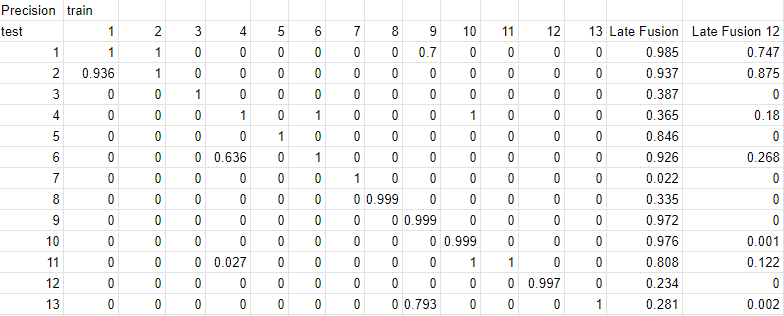 Precision train
test 1 2 3 4 5 6 7 8 9 10 11 12 13 Late Fusion Late Fusion 12
1 1 1 0 0 0 0 0 0 0.7 0 0 0 0 0.985 0.747
2 0.936 1 0 0 0 0 0 0 0 0 0 0 0 0.937 0.875
3 0 0 1 0 0 0 0 0 0 0 0 0 0 0.387 0
4 0 0 0 1 0 1 0 0 0 1 0 0 0 0.365 0.18
5 0 0 0 0 1 0 0 0 0 0 0 0 0 0.846 0
6 0 0 0 0.636 0 1 0 0 0 0 0 0 0 0.926 0.268
7 0 0 0 0 0 0 1 0 0 0 0 0 0 0.022 0
8 0 0 0 0 0 0 0 0.999 0 0 0 0 0 0.335 0
9 0 0 0 0 0 0 0 0 0.999 0 0 0 0 0.972 0
10 0 0 0 0 0 0 0 0 0 0.999 0 0 0 0.976 0.001
11 0 0 0 0.027 0 0 0 0 0 1 1 0 0 0.808 0.122
12 0 0 0 0 0 0 0 0 0 0 0 0.997 0 0.234 0
13 0 0 0 0 0 0 0 0 0.793 0 0 0 1 0.281 0.002